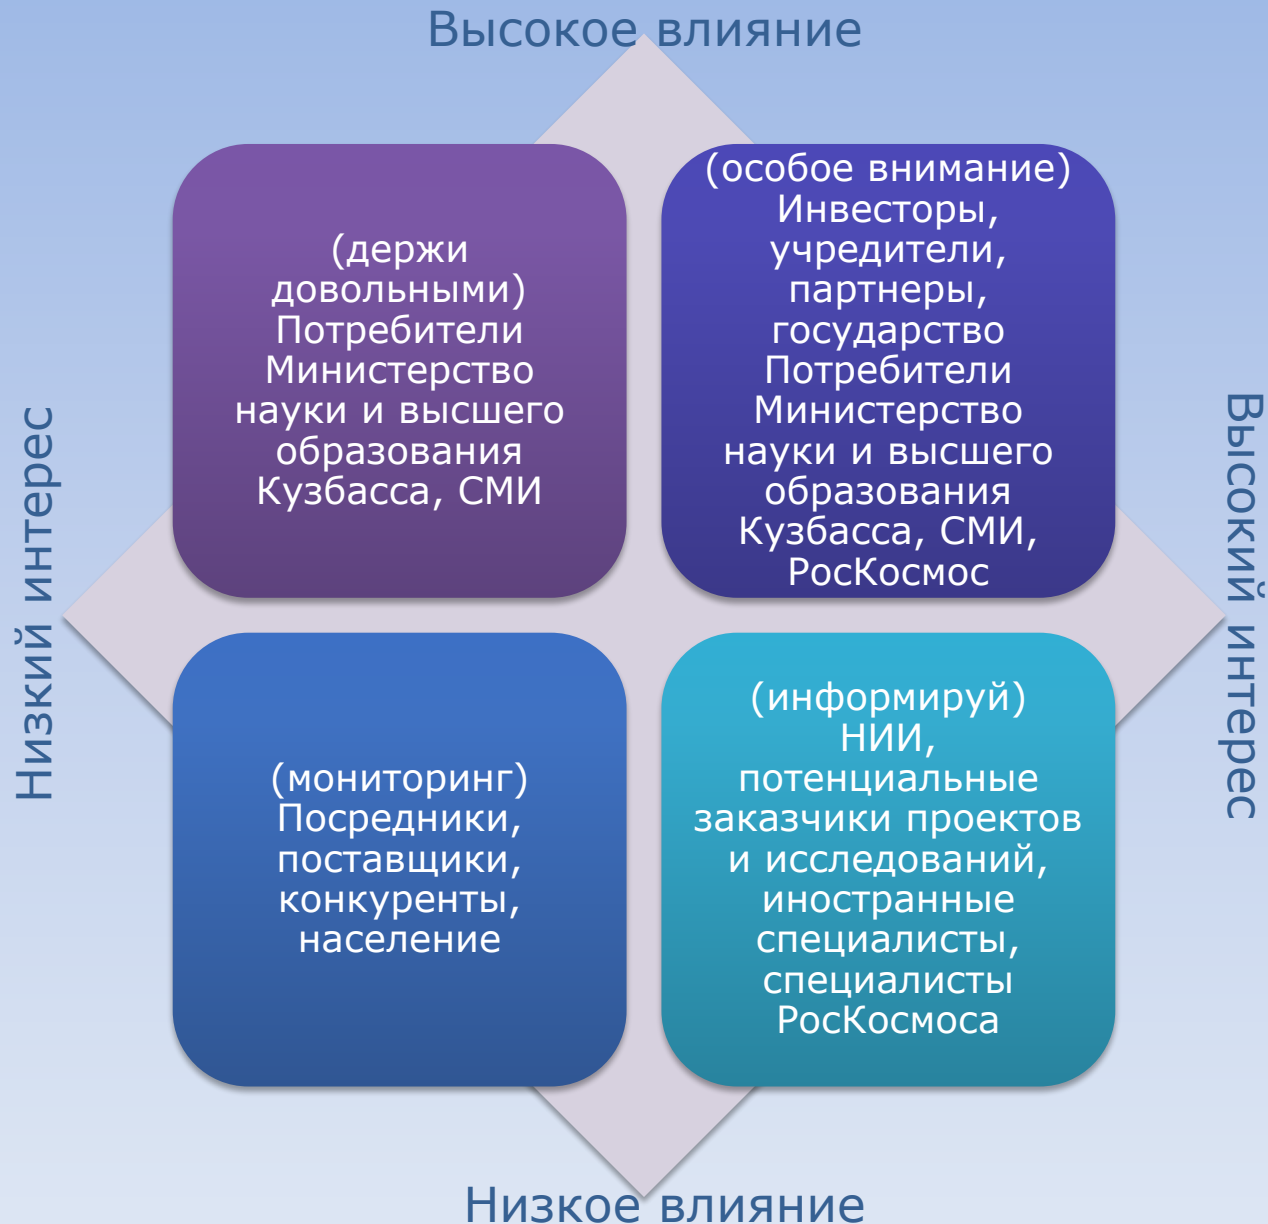 Высокое влияние
Низкий интерес
(держи
довольными)
Потребители
Министерство
науки и высшего
образования
Кузбасса, СМИ
(особое внимание)
Инвесторы,
учредители,
партнеры,
государство
Потребители
Министерство
науки и высшего
образования
Кузбасса, СМИ,
РосКосмос
Высокий интерес
(мониторинг)
Посредники,
поставщики,
конкуренты,
население
(информируй)
НИИ,
потенциальные
заказчики проектов
и исследований,
иностранные
специалисты,
специалисты
РосКосмоса
Низкое влияние